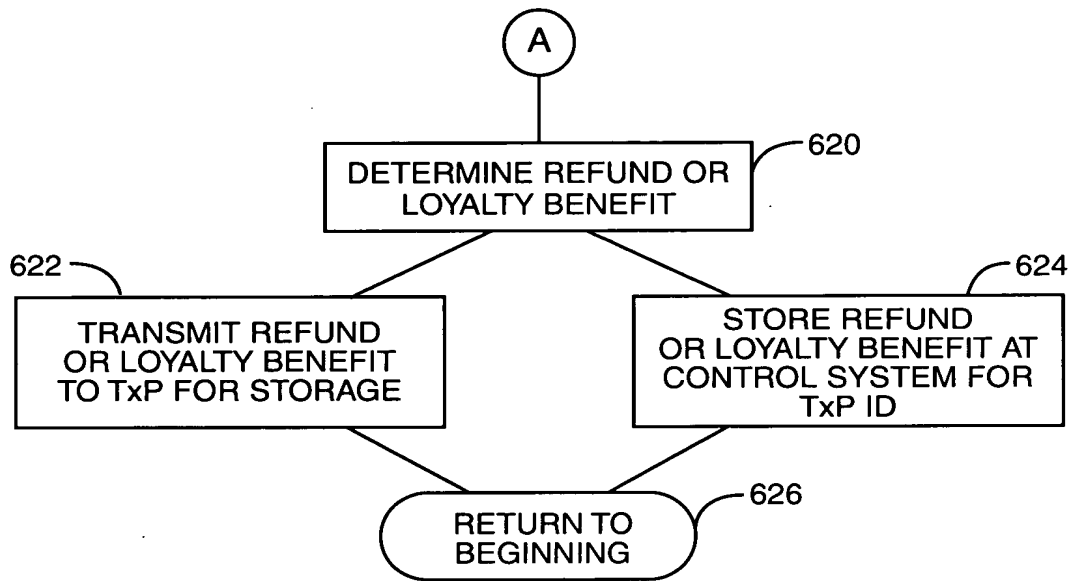 A
DETERMINE REFUND OR
LOYALTY BENEFIT
620
622
TRANSMIT REFUND
OR LOYALTY BENEFIT
TO TxP FOR STORAGE
624
STORE REFUND
OR LOYALTY BENEFIT AT
CONTROL SYSTEM FOR
TxP ID
RETURN TO
BEGINNING
626